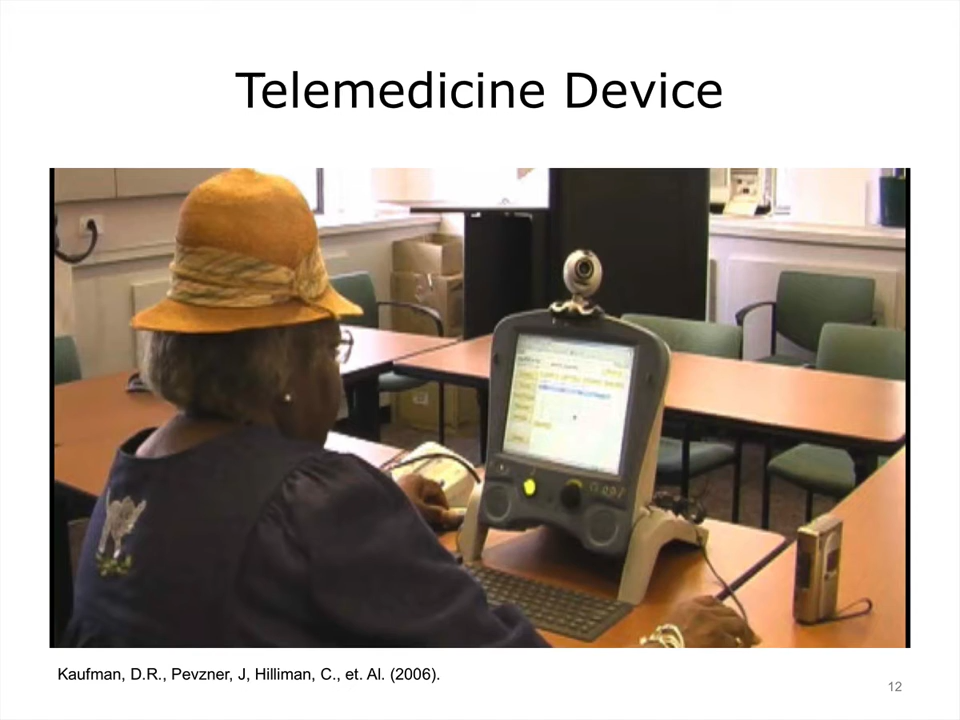 Telemedicine Device
Kaufman, D.R., Pevzner, J, Hilliman, C., et. Al. (2006).
12